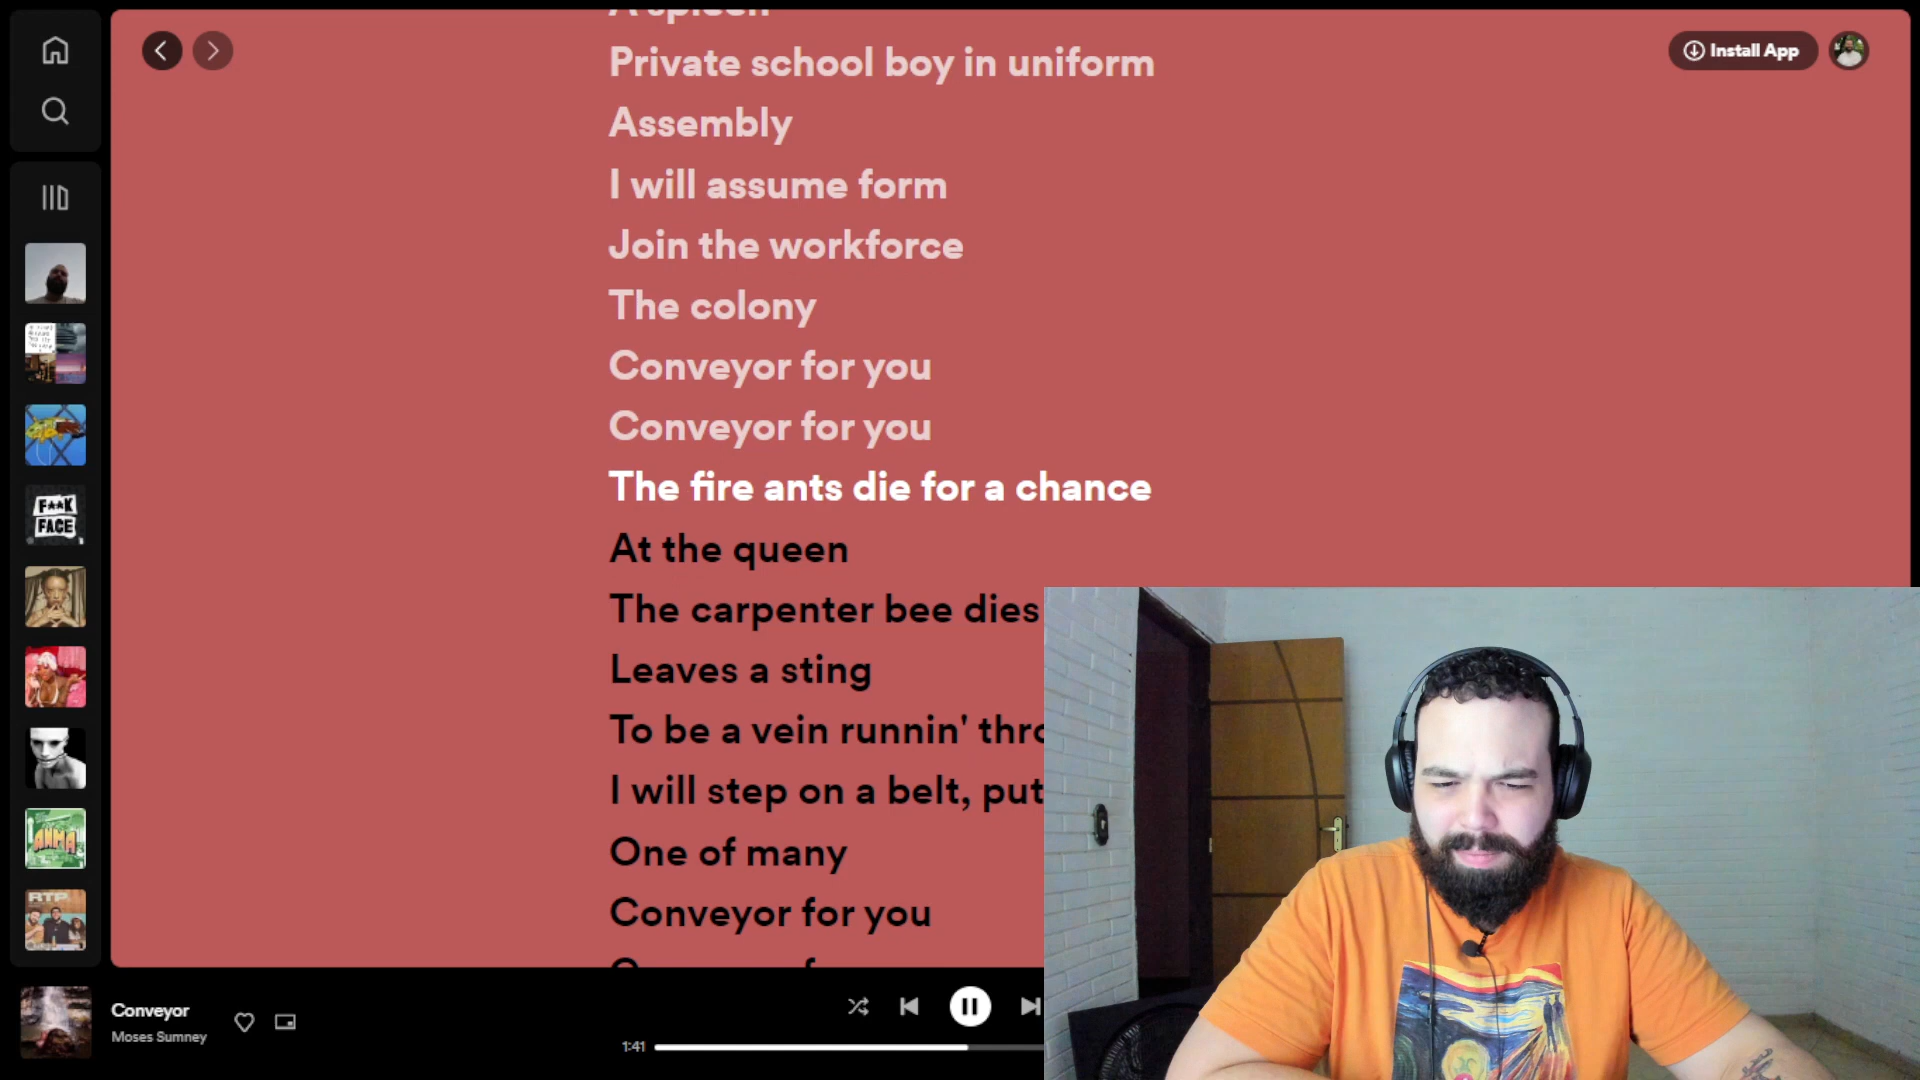 Install App
Private school boy in uniform
Assembly
I will assume form
Join the workforce
The colony
Conveyor for you
Conveyor for you
The fire ants die for a chance
At the queen
The carpenter bee dies
Leaves a sting
To be a vein runnin'
I will step on a belt, put
One of many
Conveyor for you
F**K
FACE
ANMA
RTP
Conveyor
Moses Sumney
1:41